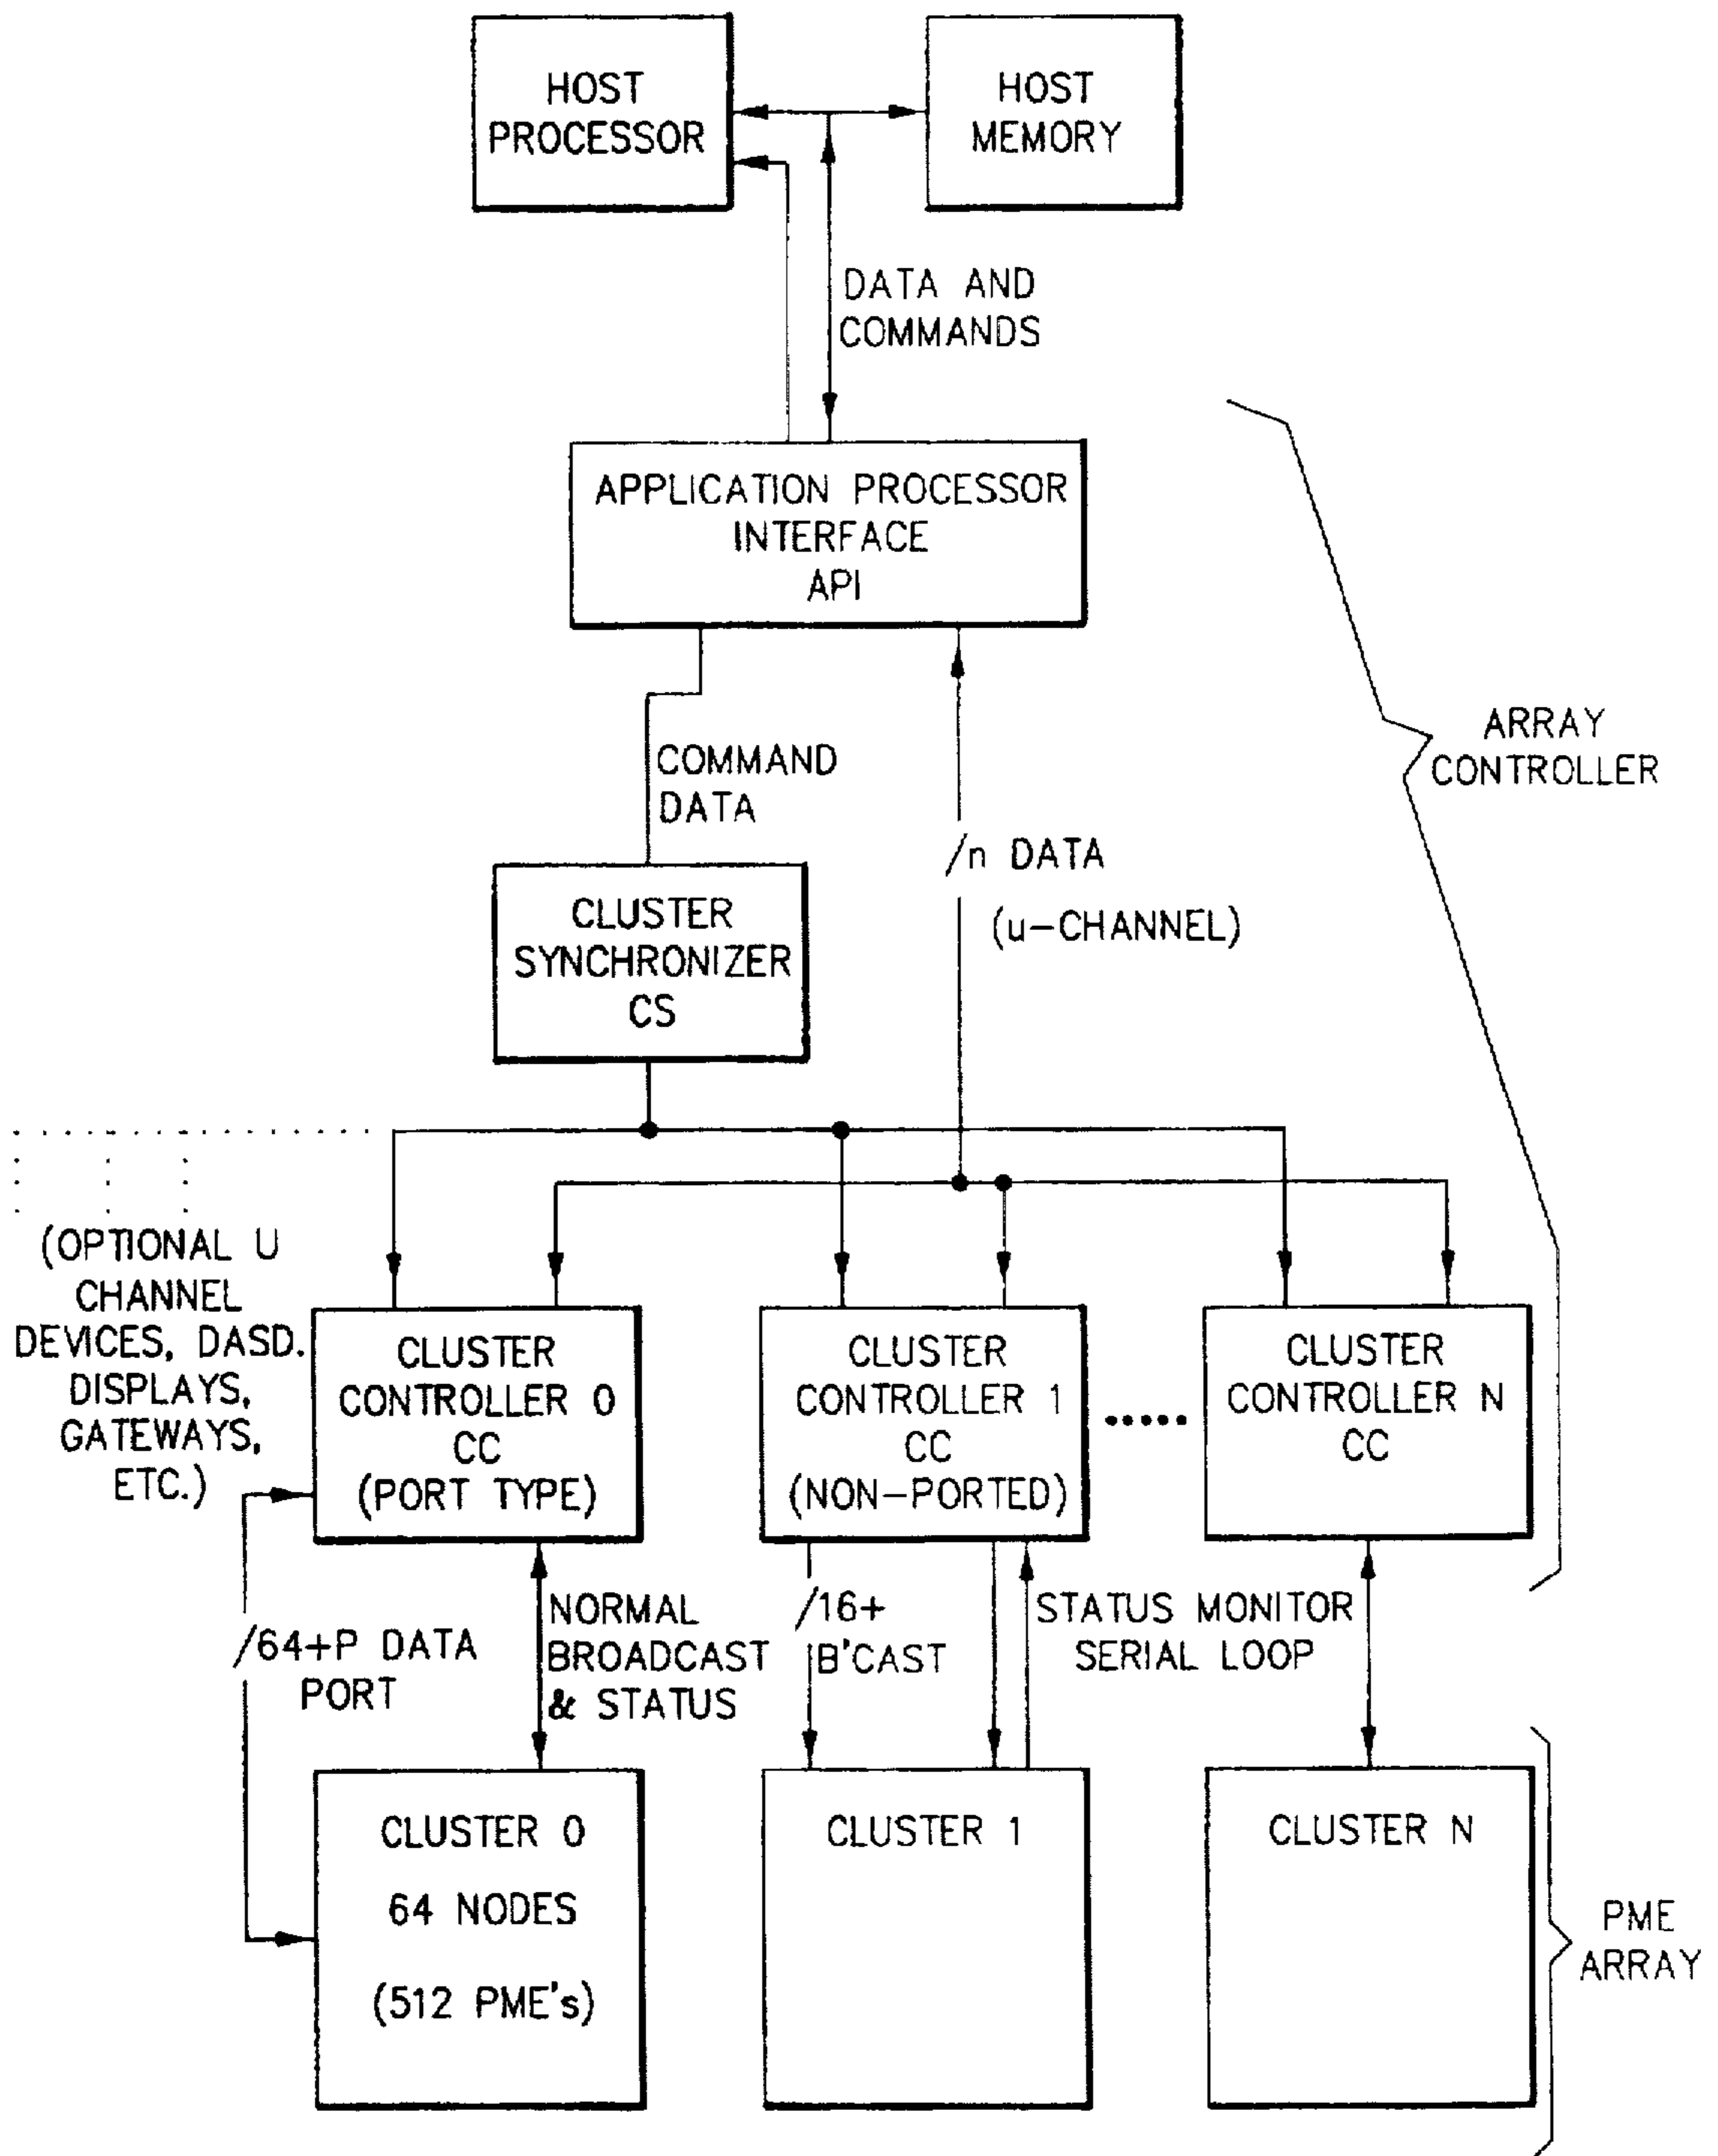 HOST
PROCESSOR
HOST
MEMORY
DATA AND
COMMANDS
APPLICATION PROCESSOR
INTERFACE
API
ARRAY
CONTROLLER
COMMAND
DATA
/n DATA
(u-CHANNEL)
CLUSTER
SYNCHRONIZER
CS
(OPTIONAL U
CHANNEL
DEVICES, DASD.
DISPLAYS,
GATEWAYS,
ETC.)
CLUSTER
CONTROLLER 0
CC
(PORT TYPE)
CLUSTER
CONTROLLER 1
CC
(NON-PORTED)
CLUSTER
CONTROLLER N
CC
/64+P DATA
PORT
NORMAL
BROADCAST
& STATUS
/16+
B'CAST
STATUS MONITOR
SERIAL LOOP
CLUSTER 0
64 NODES
(512 PME's)
CLUSTER 1
CLUSTER N
PME
ARRAY